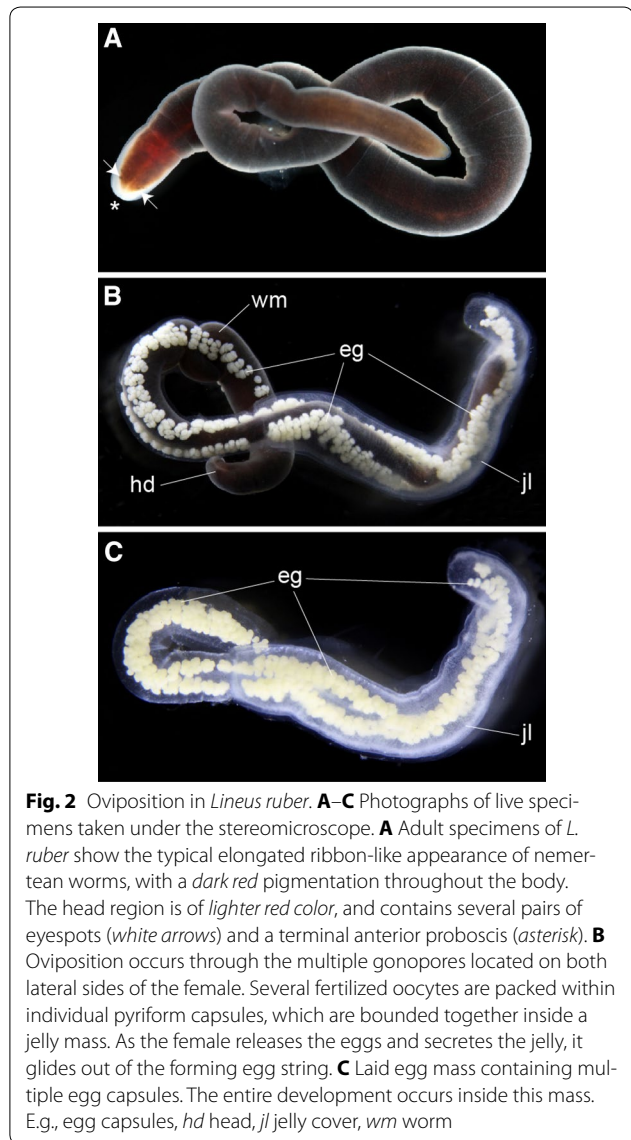 A
*
B
wm
eg
hd
jl
C
eg
jl
Fig. 2 Oviposition in Lineus ruber. A–C Photographs of live speci-
mens taken under the stereomicroscope. A Adult specimens of L.
ruber show the typical elongated ribbon-like appearance of nemer-
tean worms, with a dark red pigmentation throughout the body.
The head region is of lighter red color, and contains several pairs of
eyespots (white arrows) and a terminal anterior proboscis (asterisk). B
Oviposition occurs through the multiple gonopores located on both
lateral sides of the female. Several fertilized oocytes are packed within
individual pyriform capsules, which are bounded together inside a
jelly mass. As the female releases the eggs and secretes the jelly, it
glides out of the forming egg string. C Laid egg mass containing mul-
tiple egg capsules. The entire development occurs inside this mass.
E.g., egg capsules, hd head, jl jelly cover, wm worm